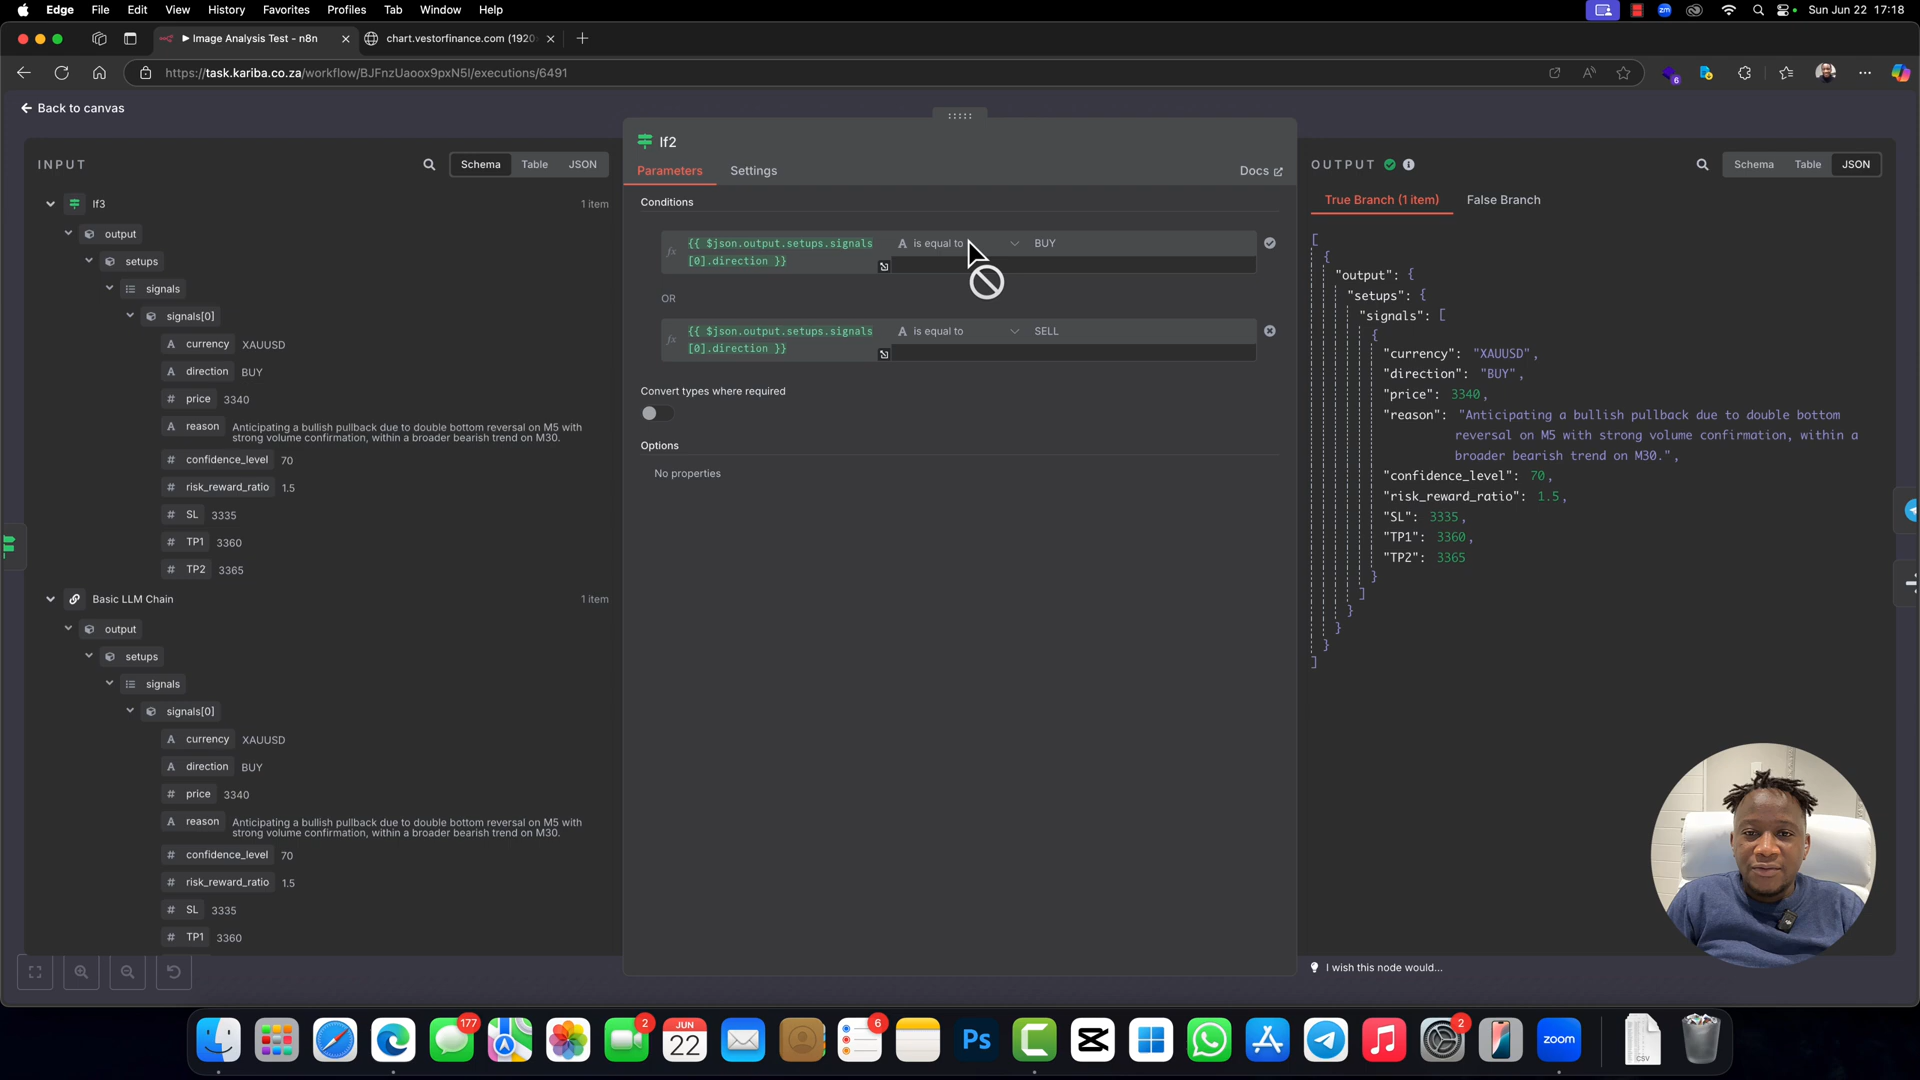 Edge File Edit View History Favorites Profiles Tab Window Help
zm
Sun Jun 22 17:18
Image Analysis Test - n8n
chart.vestorfinance.com (1920
https://task.kariba.co.za/workflow/BJFnzUaoox9pxN5I/executions/6491
6
Back to canvas
INPUT
Schema Table JSON
If3
1 item
output
setups
signals
signals[0]
A currency XAUUSD
A direction BUY
# price 3340
A reason Anticipating a bullish pullback due to double bottom reversal on M5 with
strong volume confirmation, within a broader bearish trend on M30.
# confidence_level 70
# risk_reward_ratio 1.5
# SL 3335
# TP1 3360
# TP2 3365
Basic LLM Chain
1 item
output
setups
signals
signals[0]
A currency XAUUSD
A direction BUY
# price 3340
A reason Anticipating a bullish pullback due to double bottom reversal on M5 with
strong volume confirmation, within a broader bearish trend on M30.
# confidence_level 70
# risk_reward_ratio 1.5
# SL 3335
# TP1 3360
If2
Parameters Settings
Docs
Conditions
fx {{ $json.output.setups.signals
[0].direction }}
A is equal to
BUY
OR
fx {{ $json.output.setups.signals
[0].direction }}
A is equal to
SELL
Convert types where required
Options
No properties
OUTPUT
Schema Table JSON
True Branch (1 item) False Branch
[
{
"output": {
"setups": {
"signals": [
{
"currency": "XAUUSD",
"direction": "BUY",
"price": 3340,
"reason": "Anticipating a bullish pullback due to double bottom
reversal on M5 with strong volume confirmation, within a
broader bearish trend on M30.",
"confidence_level": 70,
"risk_reward_ratio": 1.5,
"SL": 3335,
"TP1": 3360,
"TP2": 3365
}
]
}
}
}
]
I wish this node would...
177
2
JUN
22
6
Ps
2
zoom
CSV